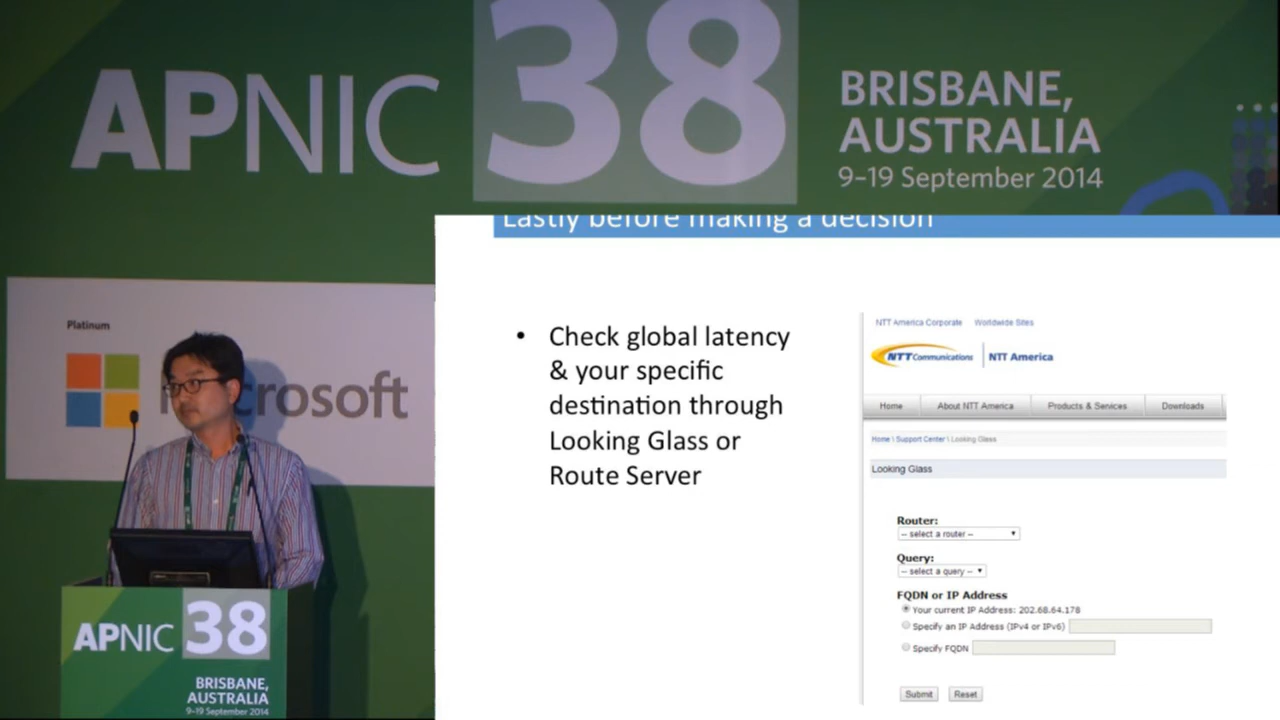 APNIC 38
BRISBANE,
AUSTRALIA
9–19 September 2014
Lastly before making a decision
Platinum
Microsoft
• Check global latency
& your specific
destination through
Looking Glass or
Route Server
NTT America Corporate Worldwide Sites
NTT Communications NTT America
Home About NTT America Products & Services Downloads
Home \ Support Center \ Looking Glass
Looking Glass
Router:
-- select a router --
Query:
-- select a query --
FQDN or IP Address
Your current IP Address: 202.68.64.178
Specify an IP Address (IPv4 or IPv6)
Specify FQDN
Submit Reset
APNIC 38
BRISBANE,
AUSTRALIA
9–19 September 2014